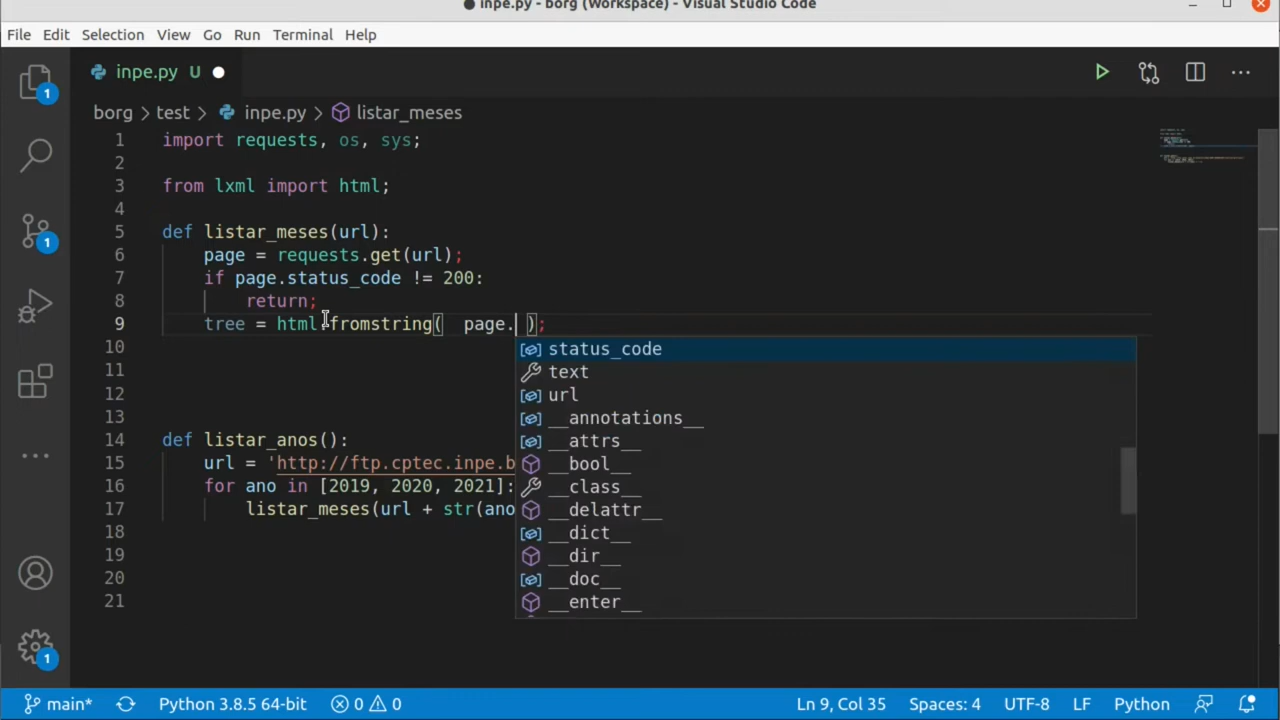 inpe.py - borg (Workspace) - Visual Studio Code
File Edit Selection View Go Run Terminal Help
inpe.py U
borg > test > inpe.py > listar_meses
1 import requests, os, sys;
2
3 from lxml import html;
4
5 def listar_meses(url):
6 page = requests.get(url);
7 if page.status_code != 200:
8 return;
9 tree = html.fromstring( page. );
10
11
12
13
14 def listar_anos():
15 url = 'http://ftp.cptec.inpe.b
16 for ano in [2019, 2020, 2021]:
17 listar_meses(url + str(ano
18
19
20
21
status_code
text
url
__annotations__
__attrs__
__bool__
__class__
__delattr__
__dict__
__dir__
__doc__
__enter__
1
1
1
main* Python 3.8.5 64-bit 0 0 Ln 9, Col 35 Spaces: 4 UTF-8 LF Python